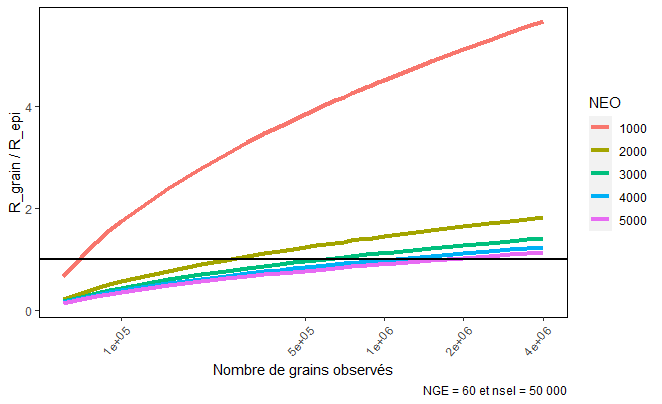 R_grain / R_epi
4
2
0
1e+05
5e+05
1e+06
2e+06
4e+06
Nombre de grains observés
NEO
1000
2000
3000
4000
5000
NGE = 60 et nsel = 50 000